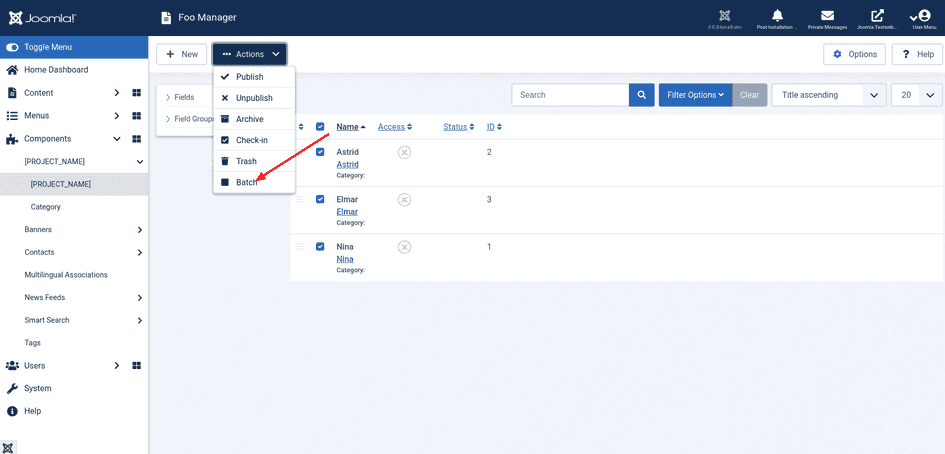 Joomla!
Foo Manager
Post Installation ...
Private Messages
User Menu
Toggle Menu
New
Actions
Options
Help
Home Dashboard
Content
Menus
Components
[PROJECT_NAME]
[PROJECT_NAME]
Category
Banners
Contacts
Multilingual Associations
News Feeds
Smart Search
Tags
Users
System
Help
Publish
Unpublish
Archive
Check-in
Trash
Batch
Fields
Field Groups
Search
Filter Options
Clear
Title ascending
20
Name
Access
Status
ID
Astrid
2
Astrid
Category:
Elmar
3
Elmar
Category:
Nina
1
Nina
Category: